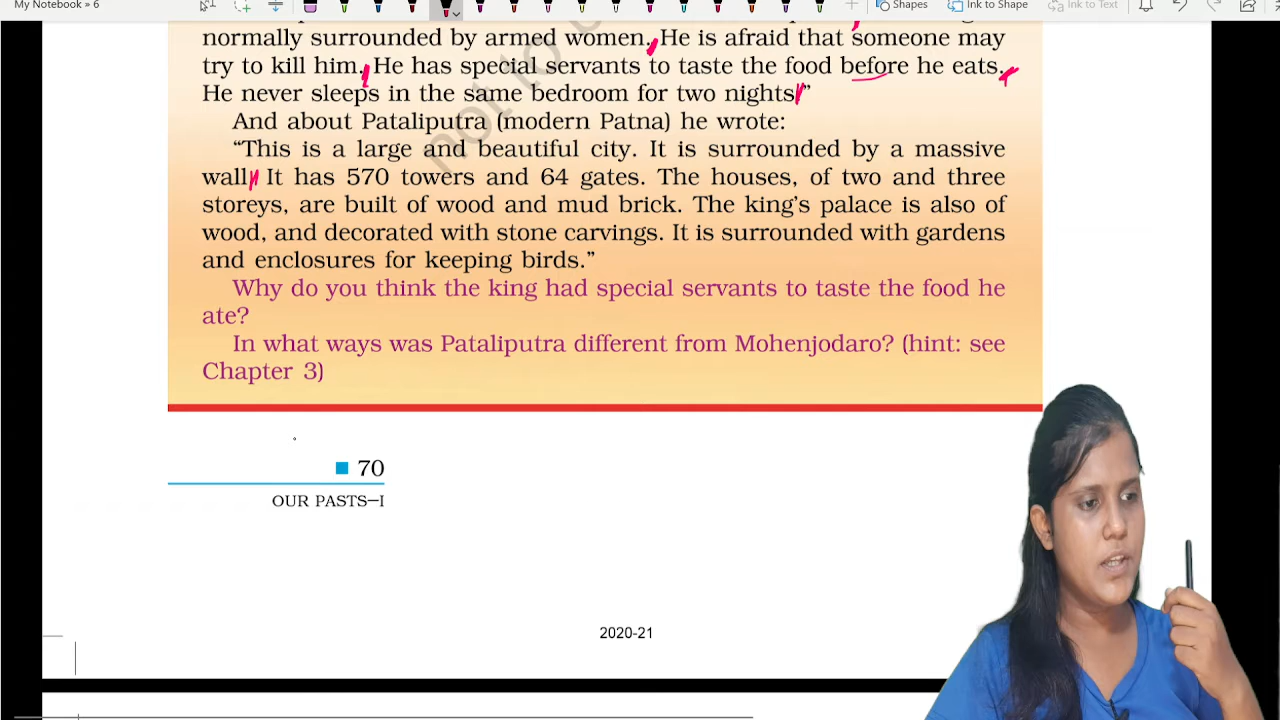 My Notebook » 6
Shapes
Ink to Shape
Ink to Text
normally surrounded by armed women. He is afraid that someone may
try to kill him. He has special servants to taste the food before he eats.
He never sleeps in the same bedroom for two nights.”
And about Pataliputra (modern Patna) he wrote:
“This is a large and beautiful city. It is surrounded by a massive
wall. It has 570 towers and 64 gates. The houses, of two and three
storeys, are built of wood and mud brick. The king’s palace is also of
wood, and decorated with stone carvings. It is surrounded with gardens
and enclosures for keeping birds.”
Why do you think the king had special servants to taste the food he
ate?
In what ways was Pataliputra different from Mohenjodaro? (hint: see
Chapter 3)
not to
70
OUR PASTS—I
2020-21